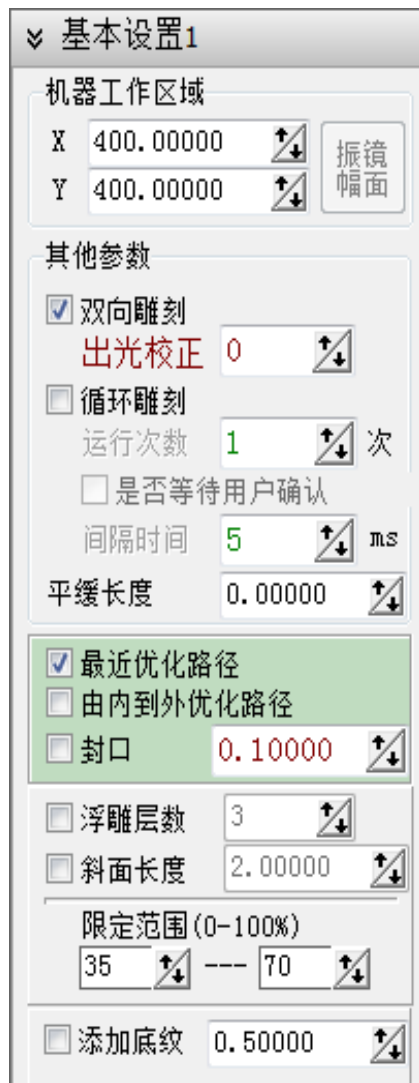 基本设置1
机器工作区域
X 400.00000
Y 400.00000
振镜
幅面
其他参数
双向雕刻
出光校正 0
循环雕刻
运行次数 1 次
是否等待用户确认
间隔时间 5 ms
平缓长度 0.00000
最近优化路径
由内到外优化路径
封口 0.10000
浮雕层数 3
斜面长度 2.00000
限定范围(0-100%)
35 --- 70
添加底纹 0.50000